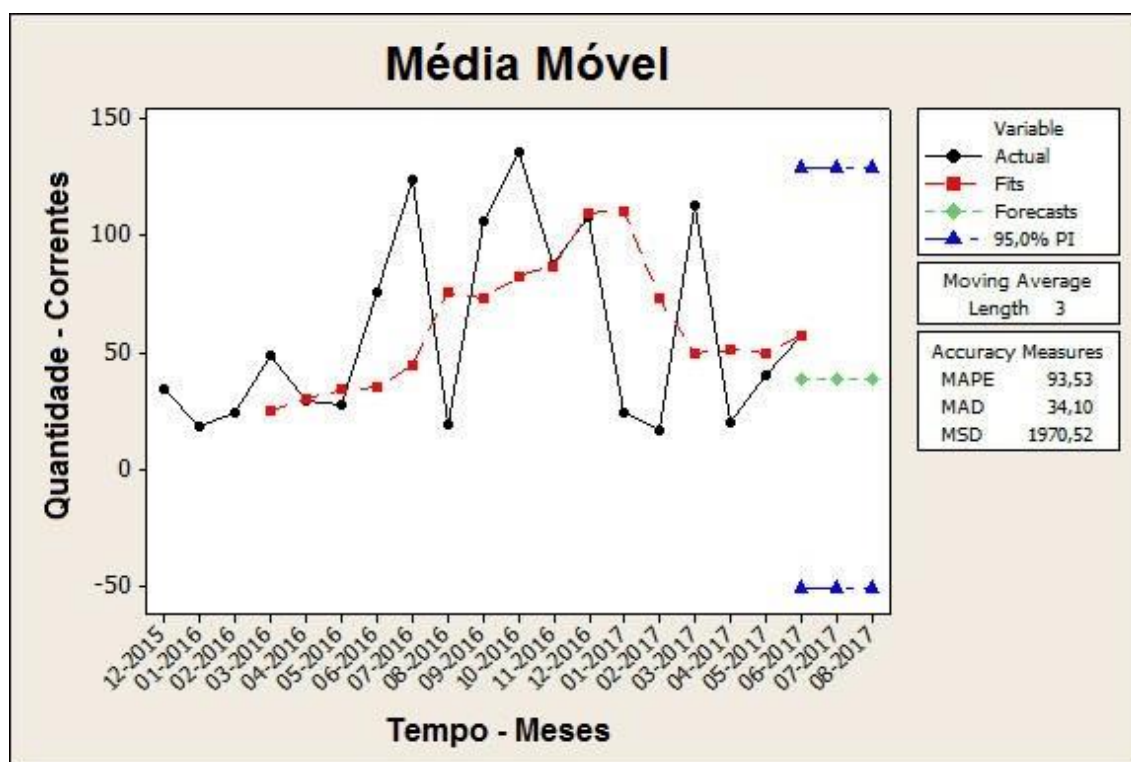 Média Móvel
150
100
50
0
-50
Quantidade - Correntes
12-2015
01-2016
02-2016
03-2016
04-2016
05-2016
06-2016
07-2016
08-2016
09-2016
10-2016
11-2016
12-2016
01-2017
02-2017
03-2017
04-2017
05-2017
06-2017
07-2017
08-2017
Tempo - Meses
Variable
Actual
Fits
Forecasts
95,0% PI
Moving Average
Length 3
Accuracy Measures
MAPE 93,53
MAD 34,10
MSD 1970,52